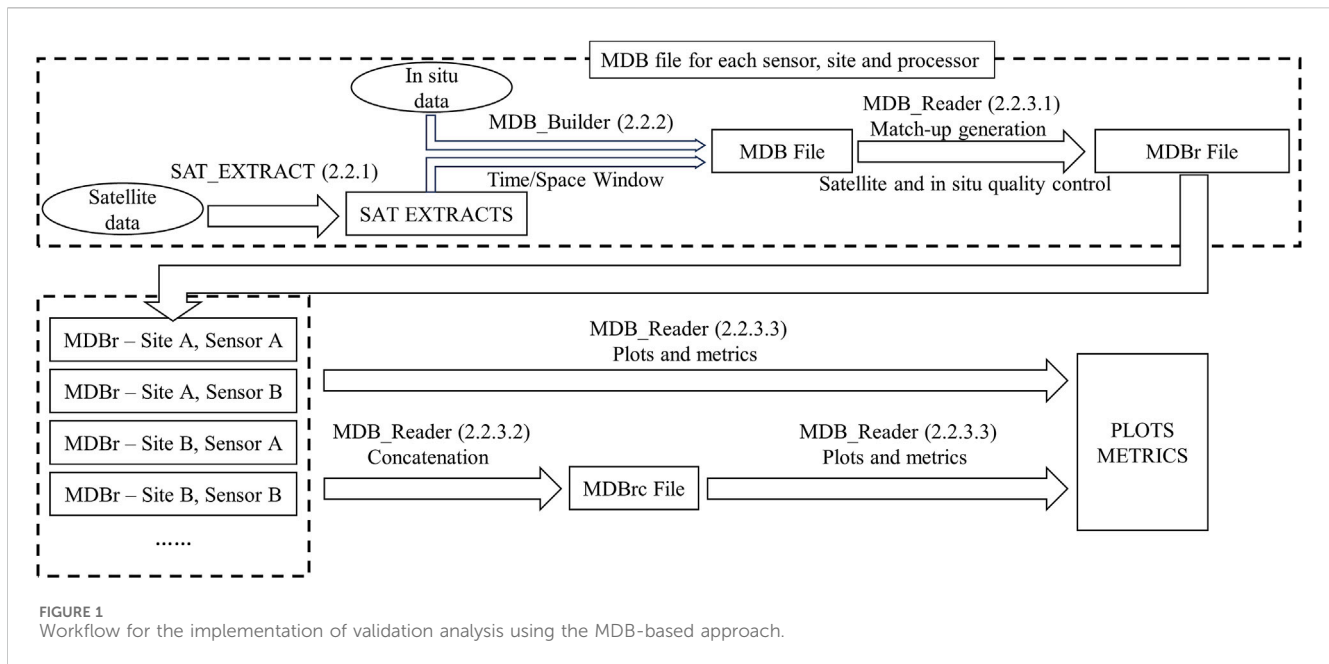 MDB file for each sensor, site and processor
In situ
data
MDB_Builder (2.2.2)
Time/Space Window
SAT_EXTRACT (2.2.1)
Satellite
data
SAT EXTRACTS
MDB File
MDB_Reader (2.2.3.1)
Match-up generation
Satellite and in situ quality control
MDBr File
MDBr – Site A, Sensor A
MDBr – Site A, Sensor B
MDBr – Site B, Sensor A
MDBr – Site B, Sensor B
......
MDB_Reader (2.2.3.3)
Plots and metrics
MDB_Reader (2.2.3.2)
Concatenation
MDBrc File
MDB_Reader (2.2.3.3)
Plots and metrics
PLOTS
METRICS
FIGURE 1
Workflow for the implementation of validation analysis using the MDB-based approach.